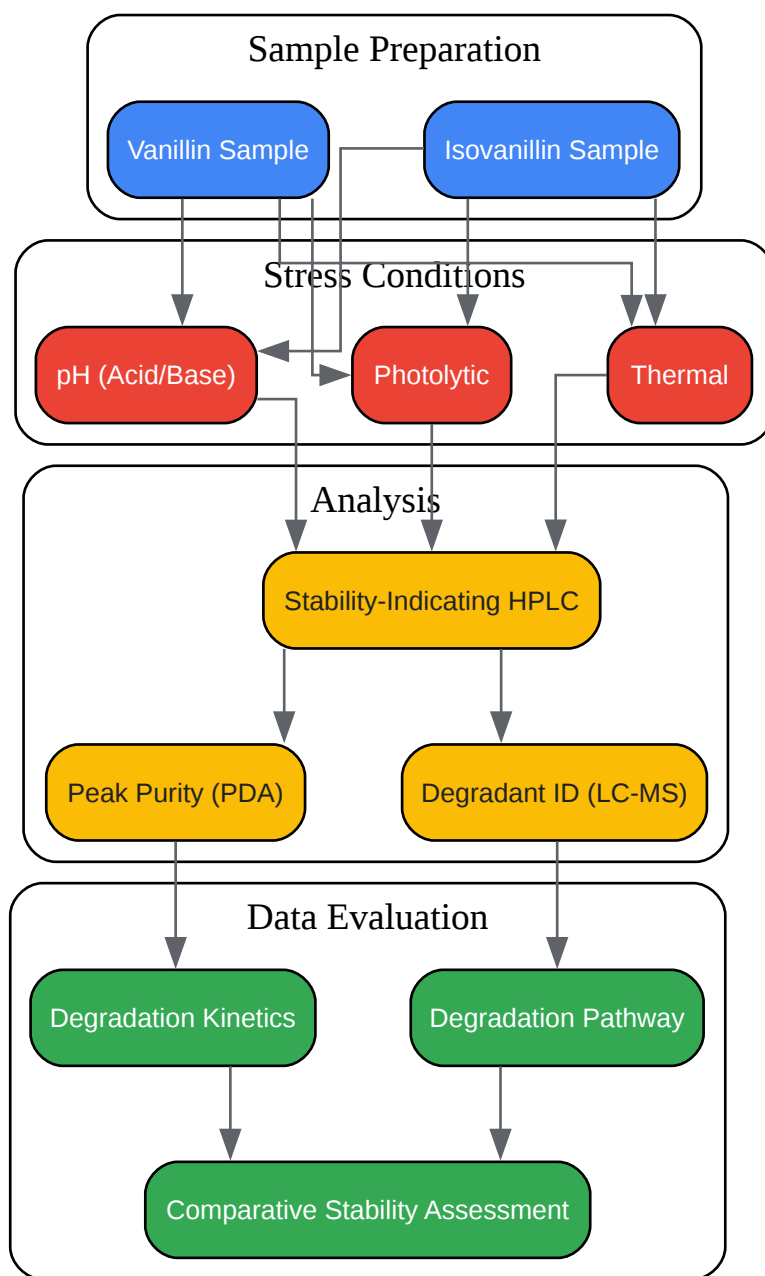 Sample Preparation
Vanillin Sample
Isovanillin Sample
Stress Conditions
pH (Acid/Base)
Photolytic
Thermal
Analysis
Stability-Indicating HPLC
Peak Purity (PDA)
Degradant ID (LC-MS)
Data Evaluation
Degradation Kinetics
Degradation Pathway
Comparative Stability Assessment